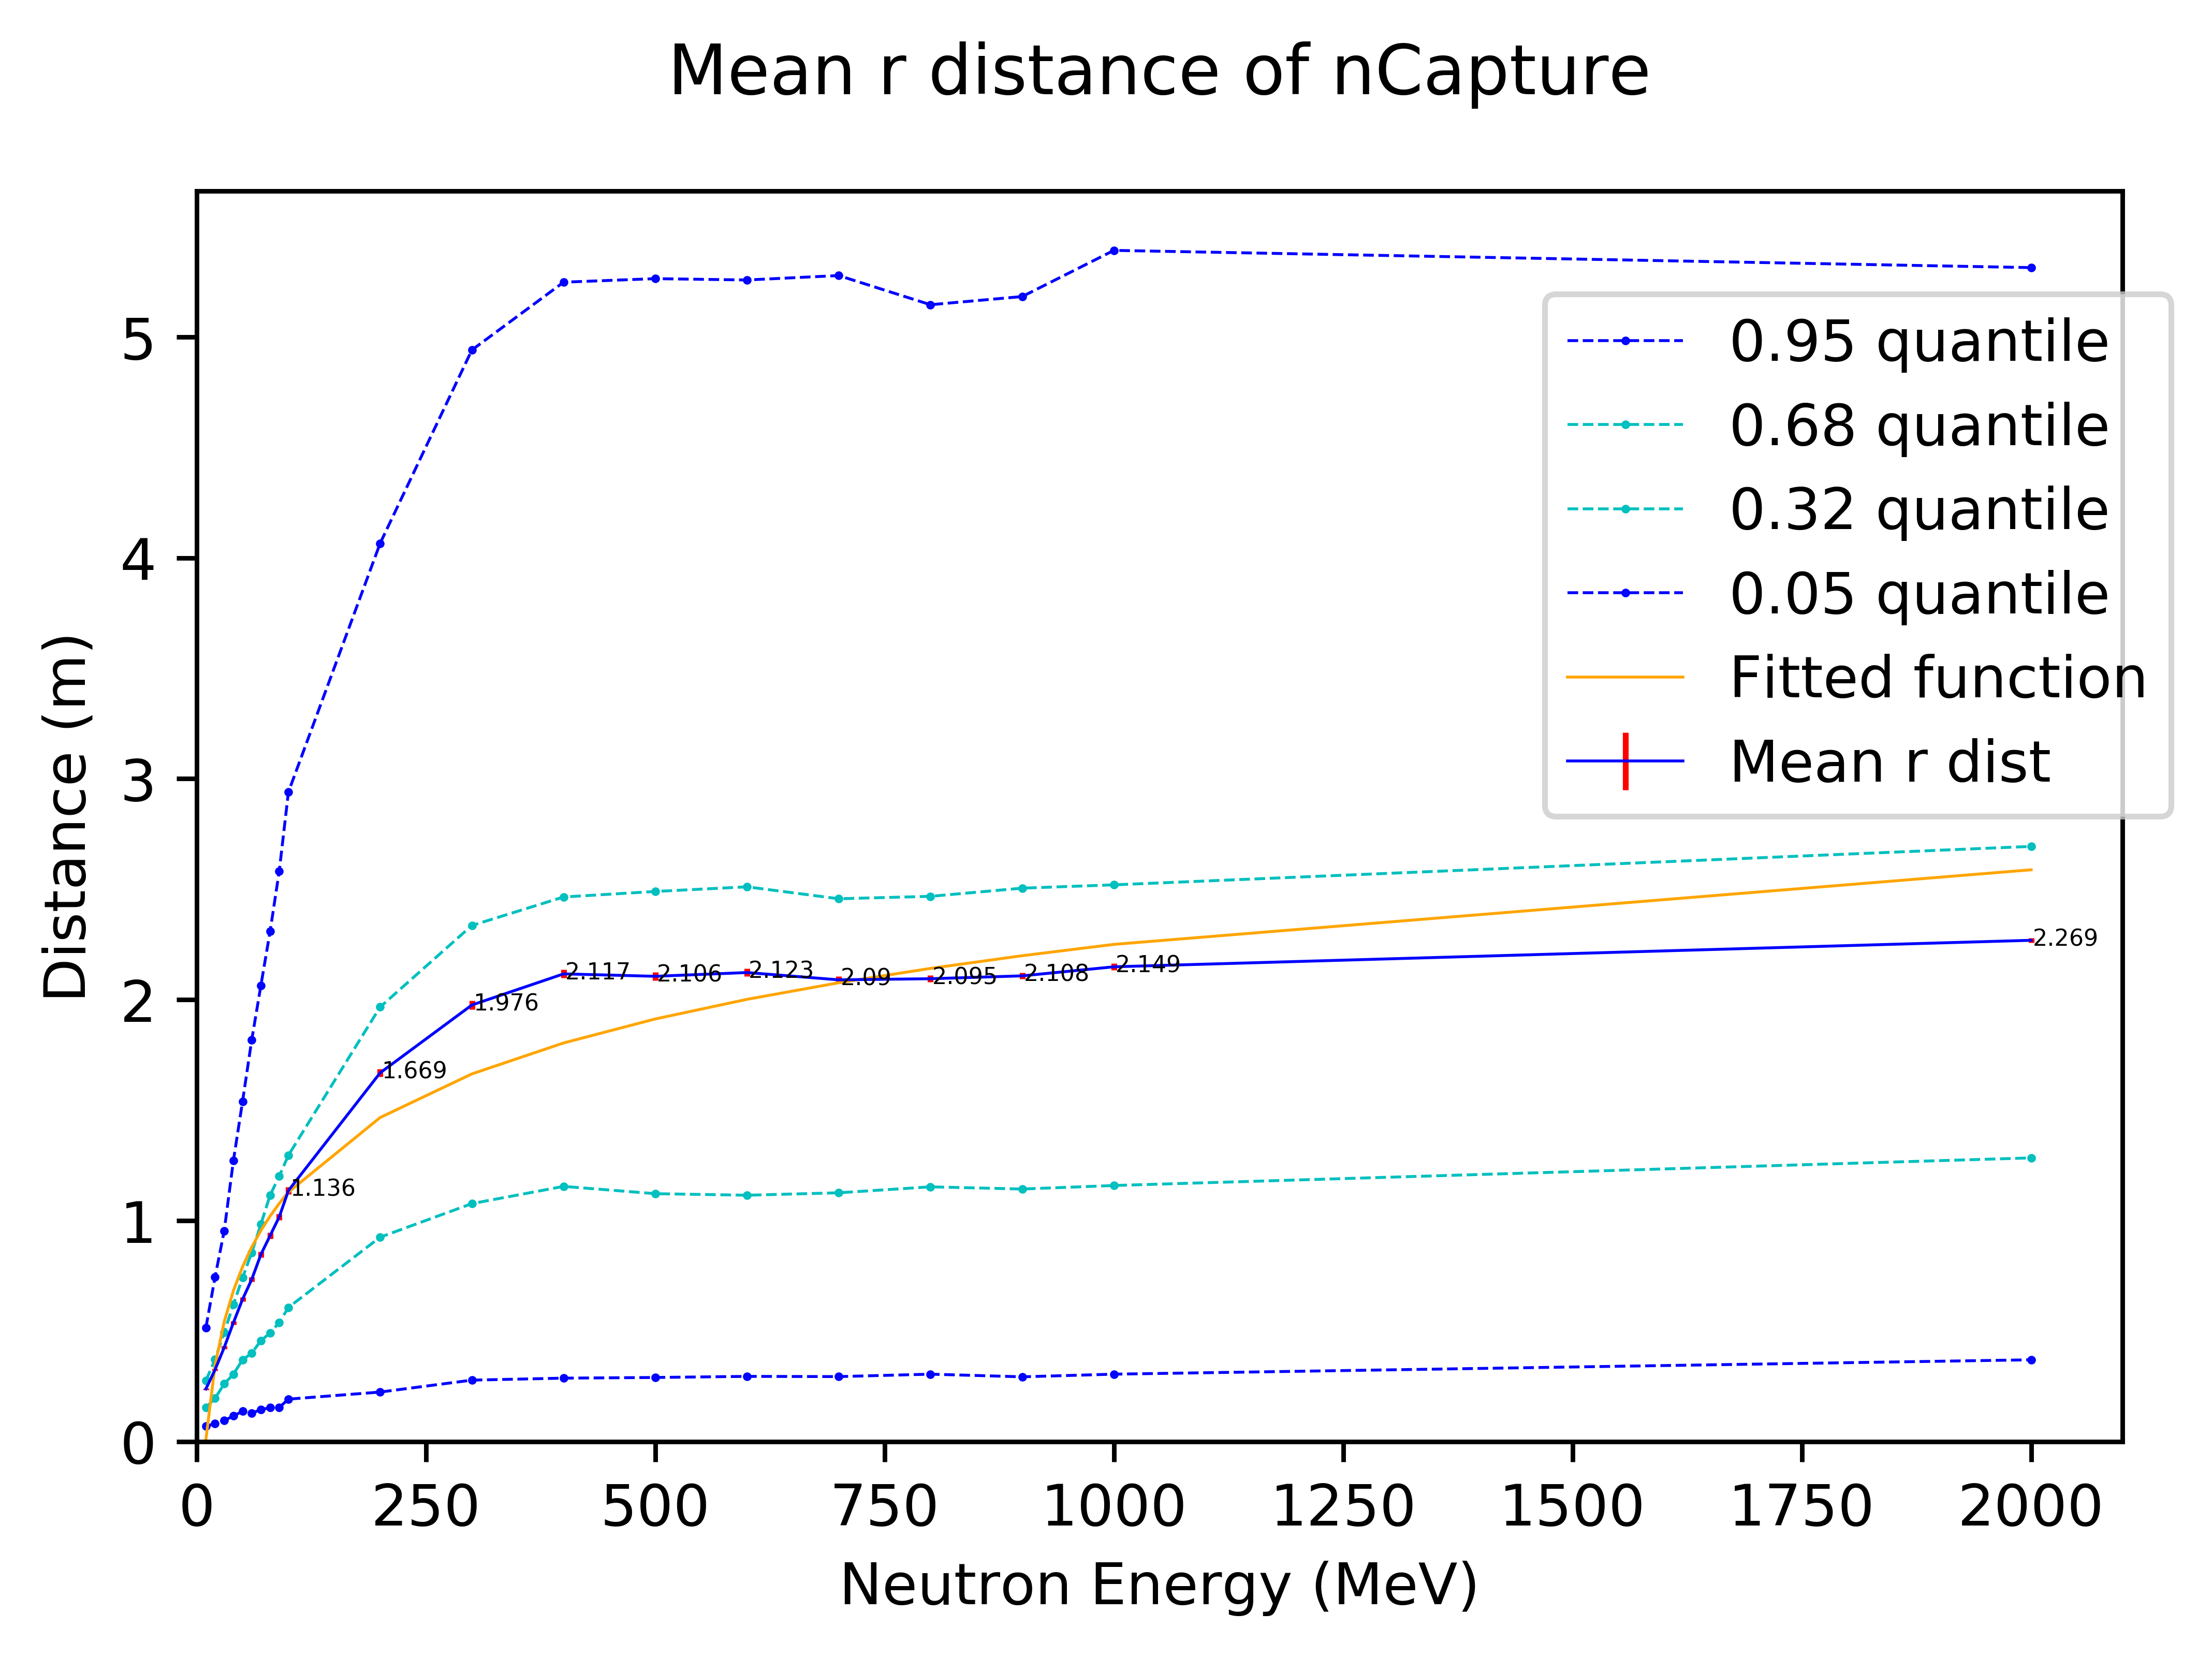 Mean r distance of nCapture
Distance (m)
5
4
3
2
1
0
0.95 quantile
0.68 quantile
0.32 quantile
0.05 quantile
Fitted function
Mean r dist
1.136
1.669
1.976
2.117
2.106
2.123
2.09
2.095
2.108
2.149
2.269
0 250 500 750 1000 1250 1500 1750 2000
Neutron Energy (MeV)